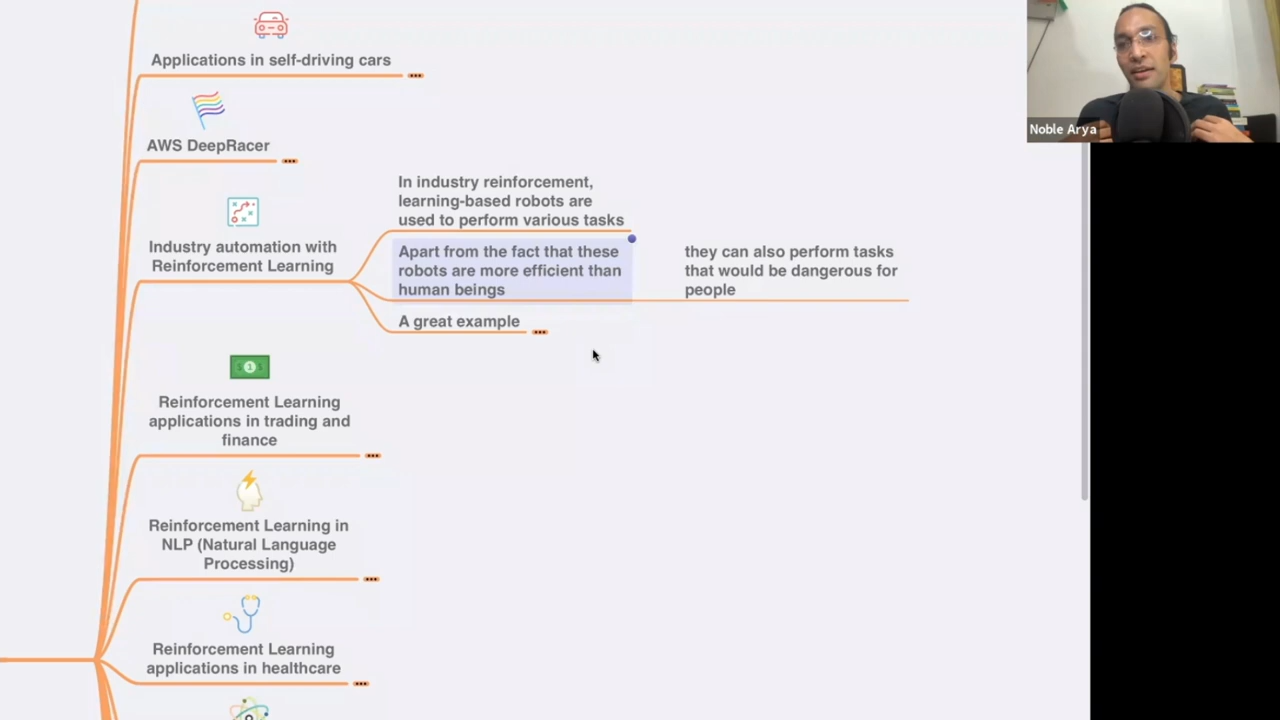 Applications in self-driving cars
AWS DeepRacer
Industry automation with
Reinforcement Learning
In industry reinforcement,
learning-based robots are
used to perform various tasks
Apart from the fact that these
robots are more efficient than
human beings
they can also perform tasks
that would be dangerous for
people
A great example
Reinforcement Learning
applications in trading and
finance
Reinforcement Learning in
NLP (Natural Language
Processing)
Reinforcement Learning
applications in healthcare
Noble Arya